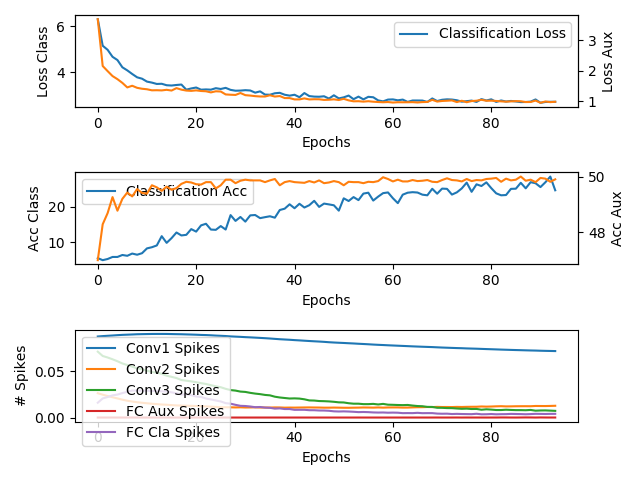 Loss Class
6
4
Classification Loss
3
2
1
Loss Aux
0
20
40
60
80
Epochs
Acc Class
20
10
Classification Acc
50
48
Acc Aux
0
20
40
60
80
Epochs
# Spikes
0.05
0.00
Conv1 Spikes
Conv2 Spikes
Conv3 Spikes
FC Aux Spikes
FC Cla Spikes
0
20
40
60
80
Epochs